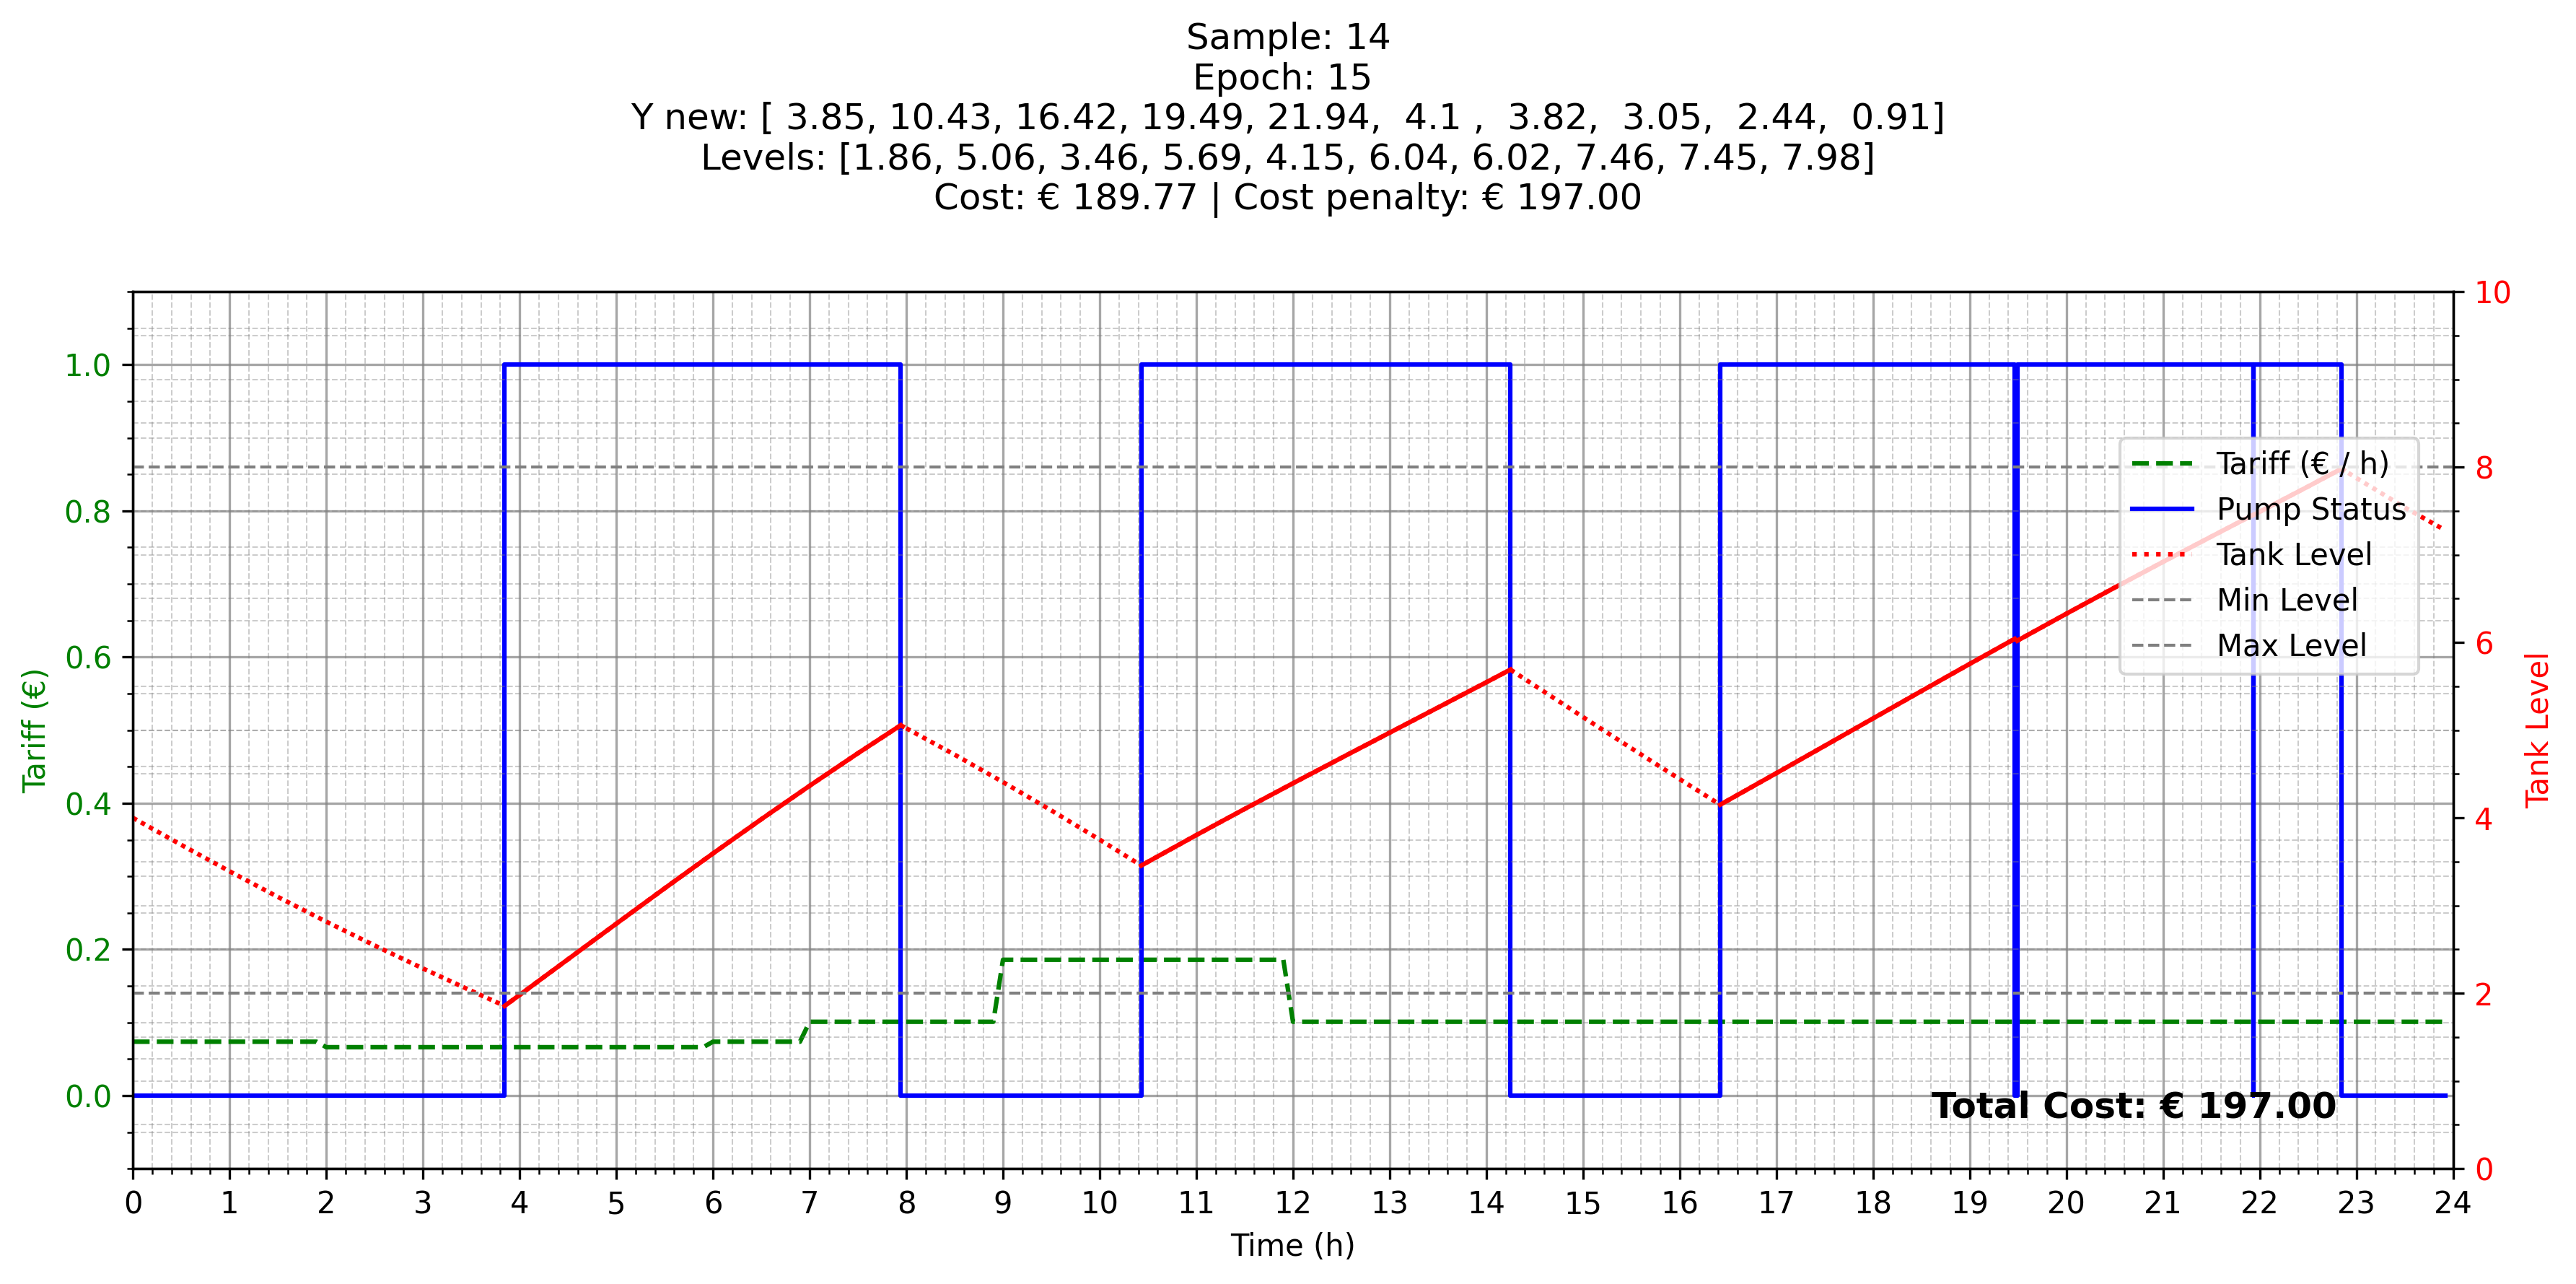 Sample: 14
Epoch: 15
Y new: [ 3.85, 10.43, 16.42, 19.49, 21.94,  4.1 ,  3.82,  3.05,  2.44,  0.91]
Levels: [1.86, 5.06, 3.46, 5.69, 4.15, 6.04, 6.02, 7.46, 7.45, 7.98]
Cost: € 189.77 | Cost penalty: € 197.00
Tariff (€)
1.0
0.8
0.6
0.4
0.2
0.0
Tariff (€ / h)
Pump Status
Tank Level
Min Level
Max Level
Total Cost: € 197.00
10
8
6
4
2
0
Tank Level
0 1 2 3 4 5 6 7 8 9 10 11 12 13 14 15 16 17 18 19 20 21 22 23 24
Time (h)